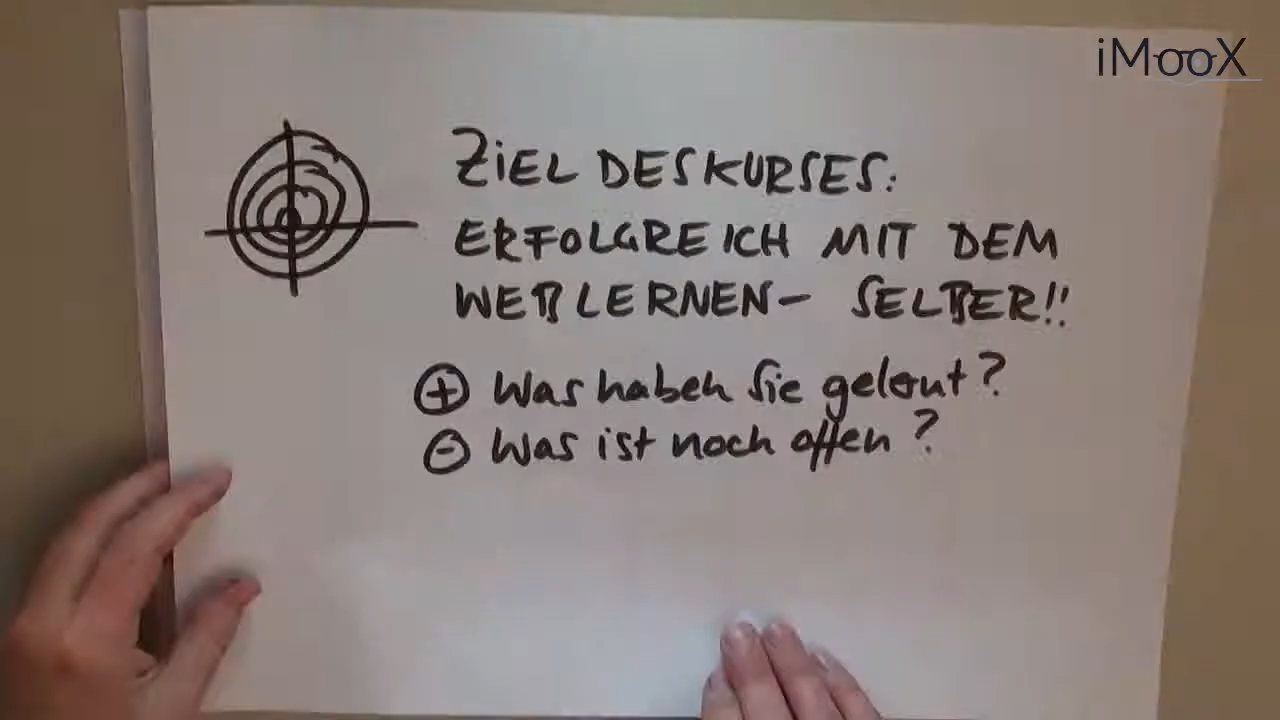 iMooX
ZiEL DES KURSES:
ERFOLGREICH MIT DEM
WEB LERNEN - SELBER!!
+ Was haben Sie gelernt?
- Was ist noch offen?